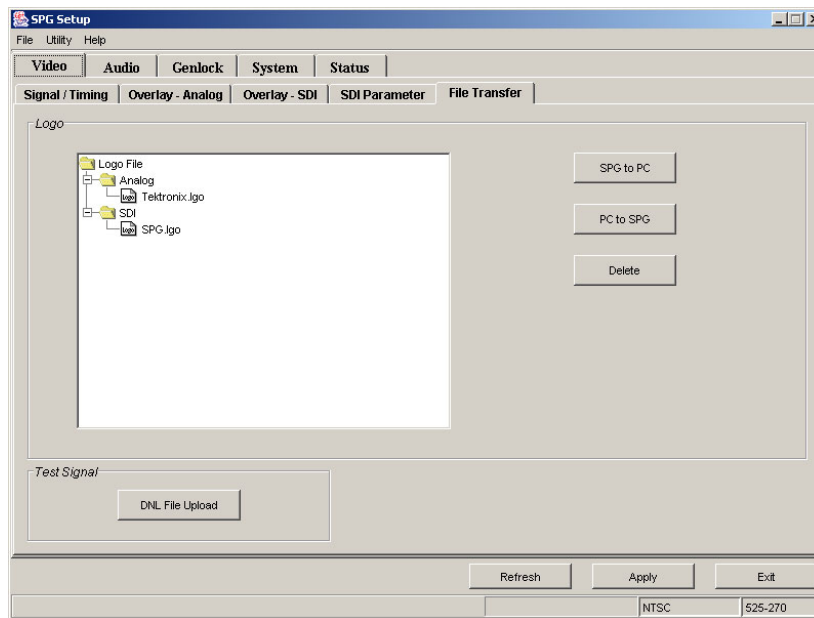 SPG Setup
File Utility Help
Video Audio Genlock System Status
Signal / Timing Overlay - Analog Overlay - SDI SDI Parameter File Transfer
Logo
Logo File
Analog
Tektronix.lgo
SDI
SPG.lgo
SPG to PC
PC to SPG
Delete
Test Signal
DNL File Upload
Refresh Apply Exit
NTSC 525-270